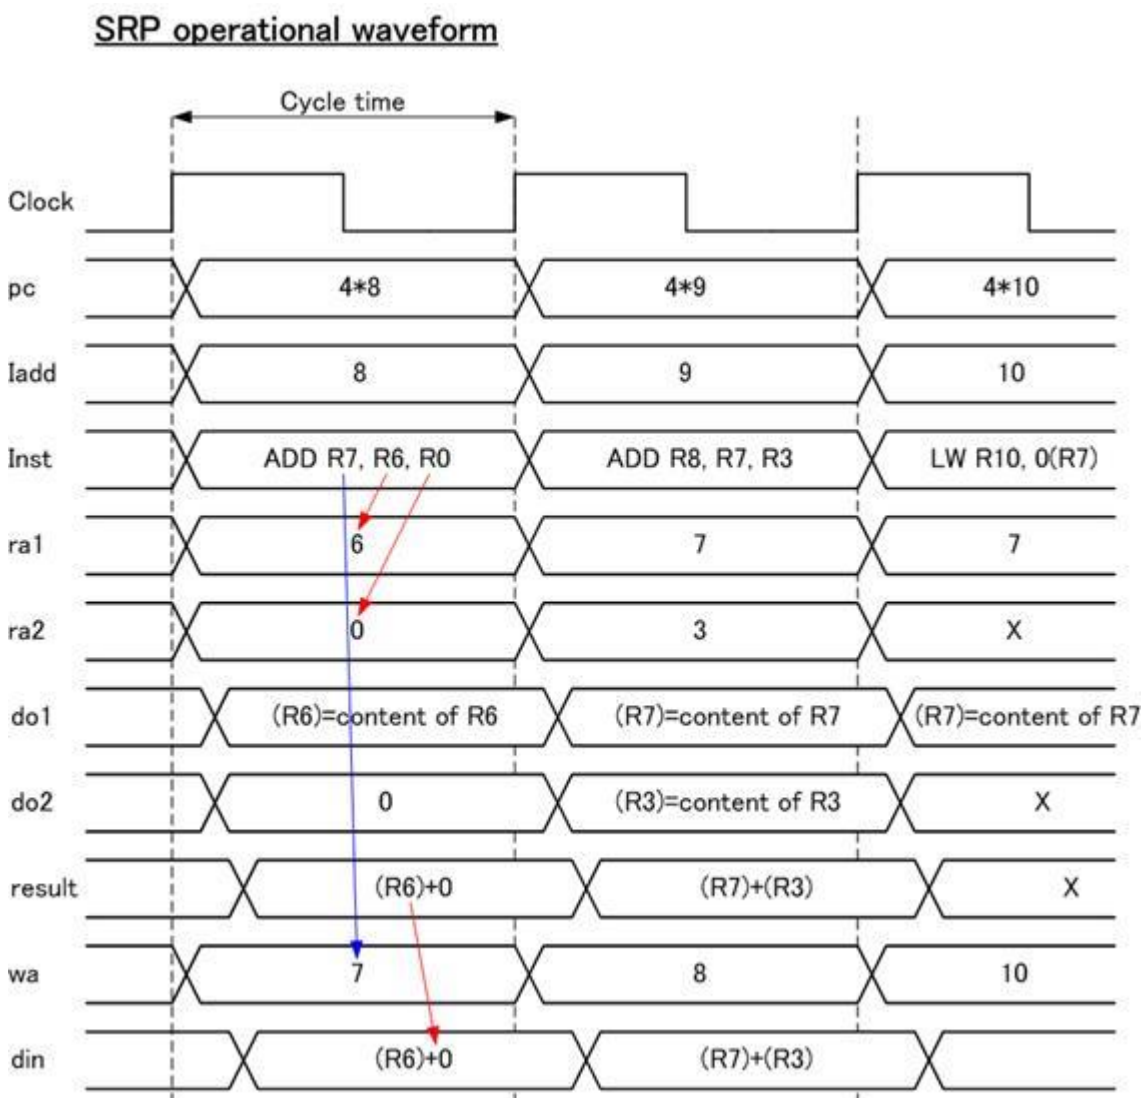 SRP operational waveform
Cycle time
Clock
pc 4*8 4*9 4*10
Iadd 8 9 10
Inst ADD R7, R6, R0 ADD R8, R7, R3 LW R10, 0(R7)
ra1 6 7 7
ra2 0 3 X
do1 (R6)=content of R6 (R7)=content of R7 (R7)=content of R7
do2 0 (R3)=content of R3 X
result (R6)+0 (R7)+(R3) X
wa 7 8 10
din (R6)+0 (R7)+(R3)